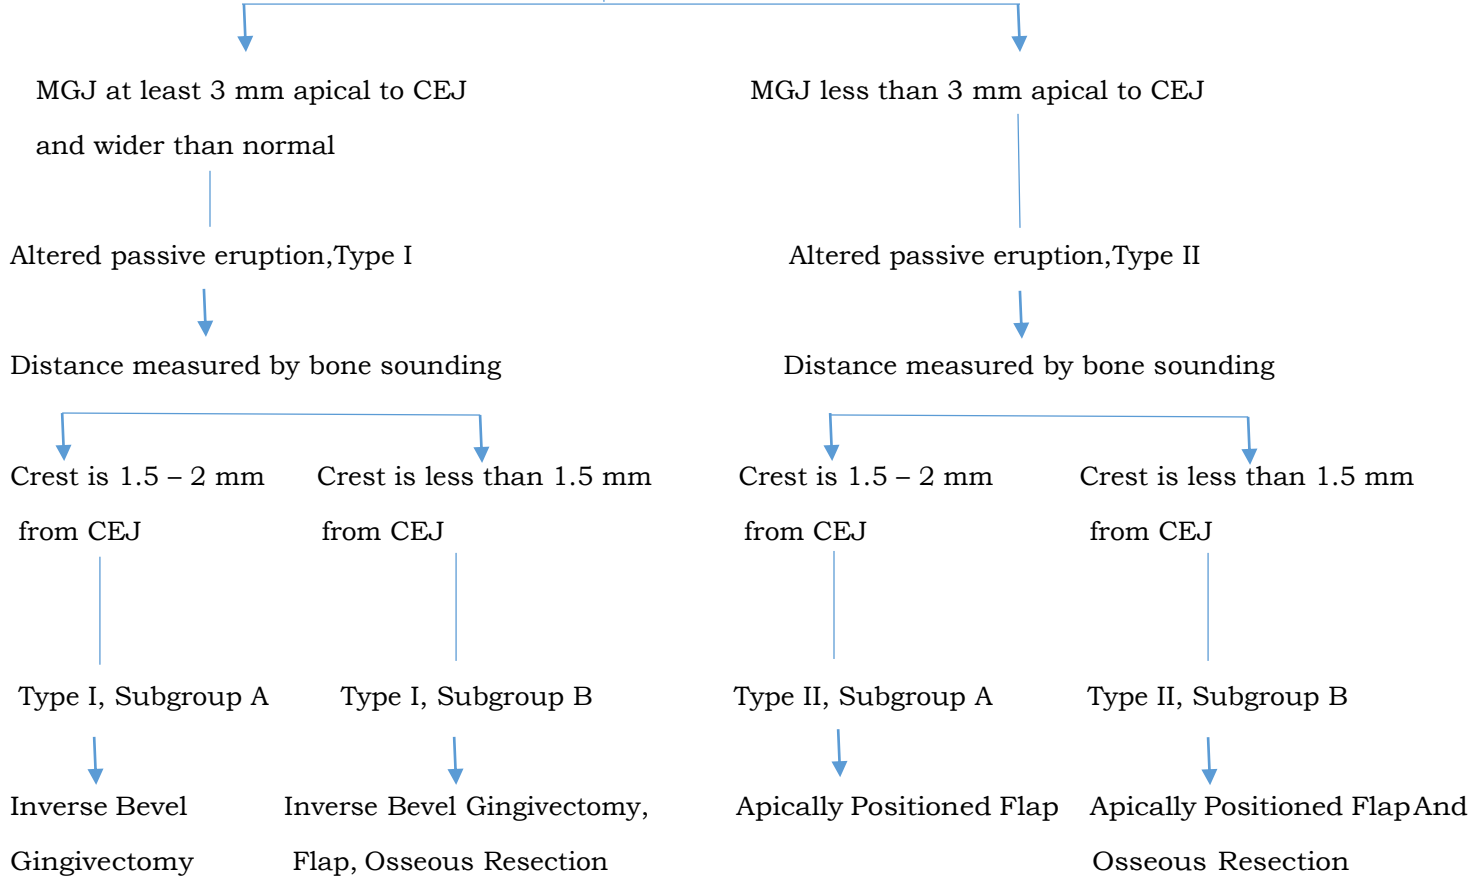 MGJ at least 3 mm apical to CEJ
and wider than normal
MGJ less than 3 mm apical to CEJ
Altered passive eruption,Type I
Altered passive eruption,Type II
Distance measured by bone sounding
Distance measured by bone sounding
Crest is 1.5 – 2 mm
from CEJ
Crest is less than 1.5 mm
from CEJ
Crest is 1.5 – 2 mm
from CEJ
Crest is less than 1.5 mm
from CEJ
Type I, Subgroup A
Type I, Subgroup B
Type II, Subgroup A
Type II, Subgroup B
Inverse Bevel
Gingivectomy
Inverse Bevel Gingivectomy,
Flap, Osseous Resection
Apically Positioned Flap
Apically Positioned Flap And
Osseous Resection